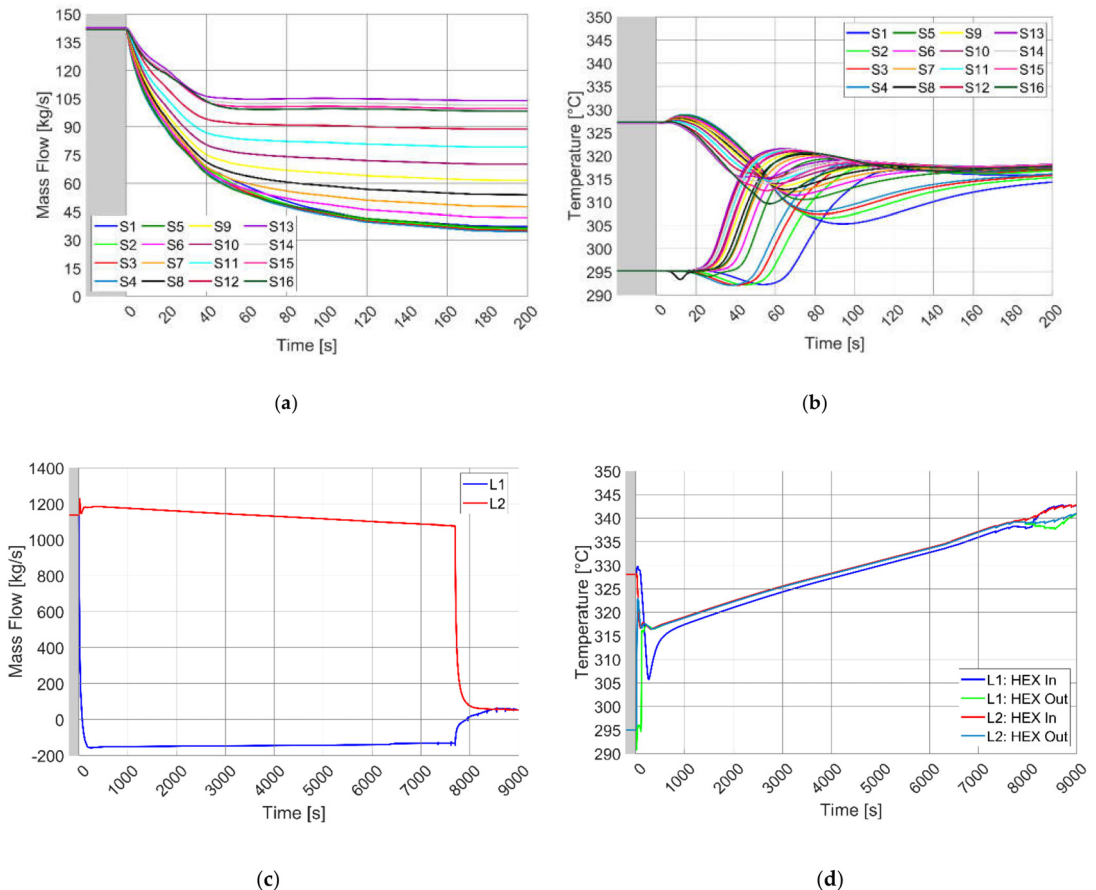 150
135
120
105
90
75
60
45
30
15
0
Mass Flow [kg/s]
S1 S5 S9 S13
S2 S6 S10 S14
S3 S7 S11 S15
S4 S8 S12 S16
0 20 40 60 80 100 120 140 160 180 200
Time [s]
(a)
350
345
340
335
330
325
320
315
310
305
300
295
290
Temperature [°C]
S1 S5 S9 S13
S2 S6 S10 S14
S3 S7 S11 S15
S4 S8 S12 S16
0 20 40 60 80 100 120 140 160 180 200
Time [s]
(b)
1400
1200
1000
800
600
400
200
0
-200
Mass Flow [kg/s]
L1
L2
0 1000 2000 3000 4000 5000 6000 7000 8000 9000
Time [s]
(c)
350
345
340
335
330
325
320
315
310
305
300
295
290
Temperature [°C]
L1: HEX In
L1: HEX Out
L2: HEX In
L2: HEX Out
0 1000 2000 3000 4000 5000 6000 7000 8000 9000
Time [s]
(d)